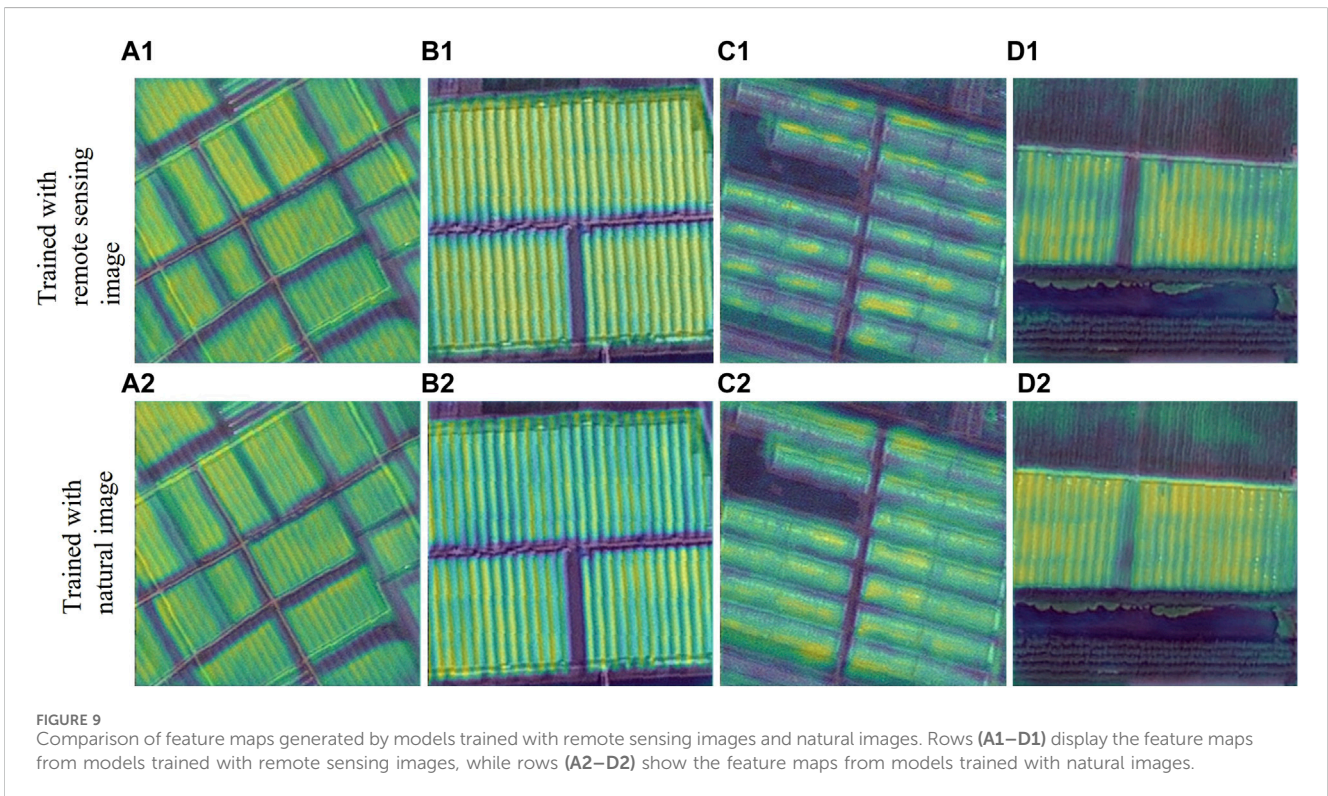 A1 B1 C1 D1
Trained with
remote sensing
image
A2 B2 C2 D2
Trained with
natural image
FIGURE 9
Comparison of feature maps generated by models trained with remote sensing images and natural images. Rows (A1–D1) display the feature maps
from models trained with remote sensing images, while rows (A2–D2) show the feature maps from models trained with natural images.